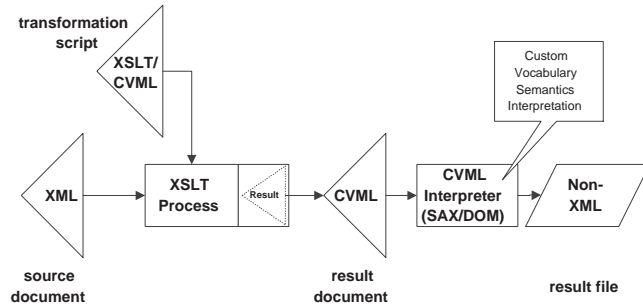 transformation
script
XSLT/
CVML
Custom
Vocabulary
Semantics
Interpretation
XML
XSLT
Process
Result
CVML
CVML
Interpreter
(SAX/DOM)
Non-
XML
source
document
result
document
result file